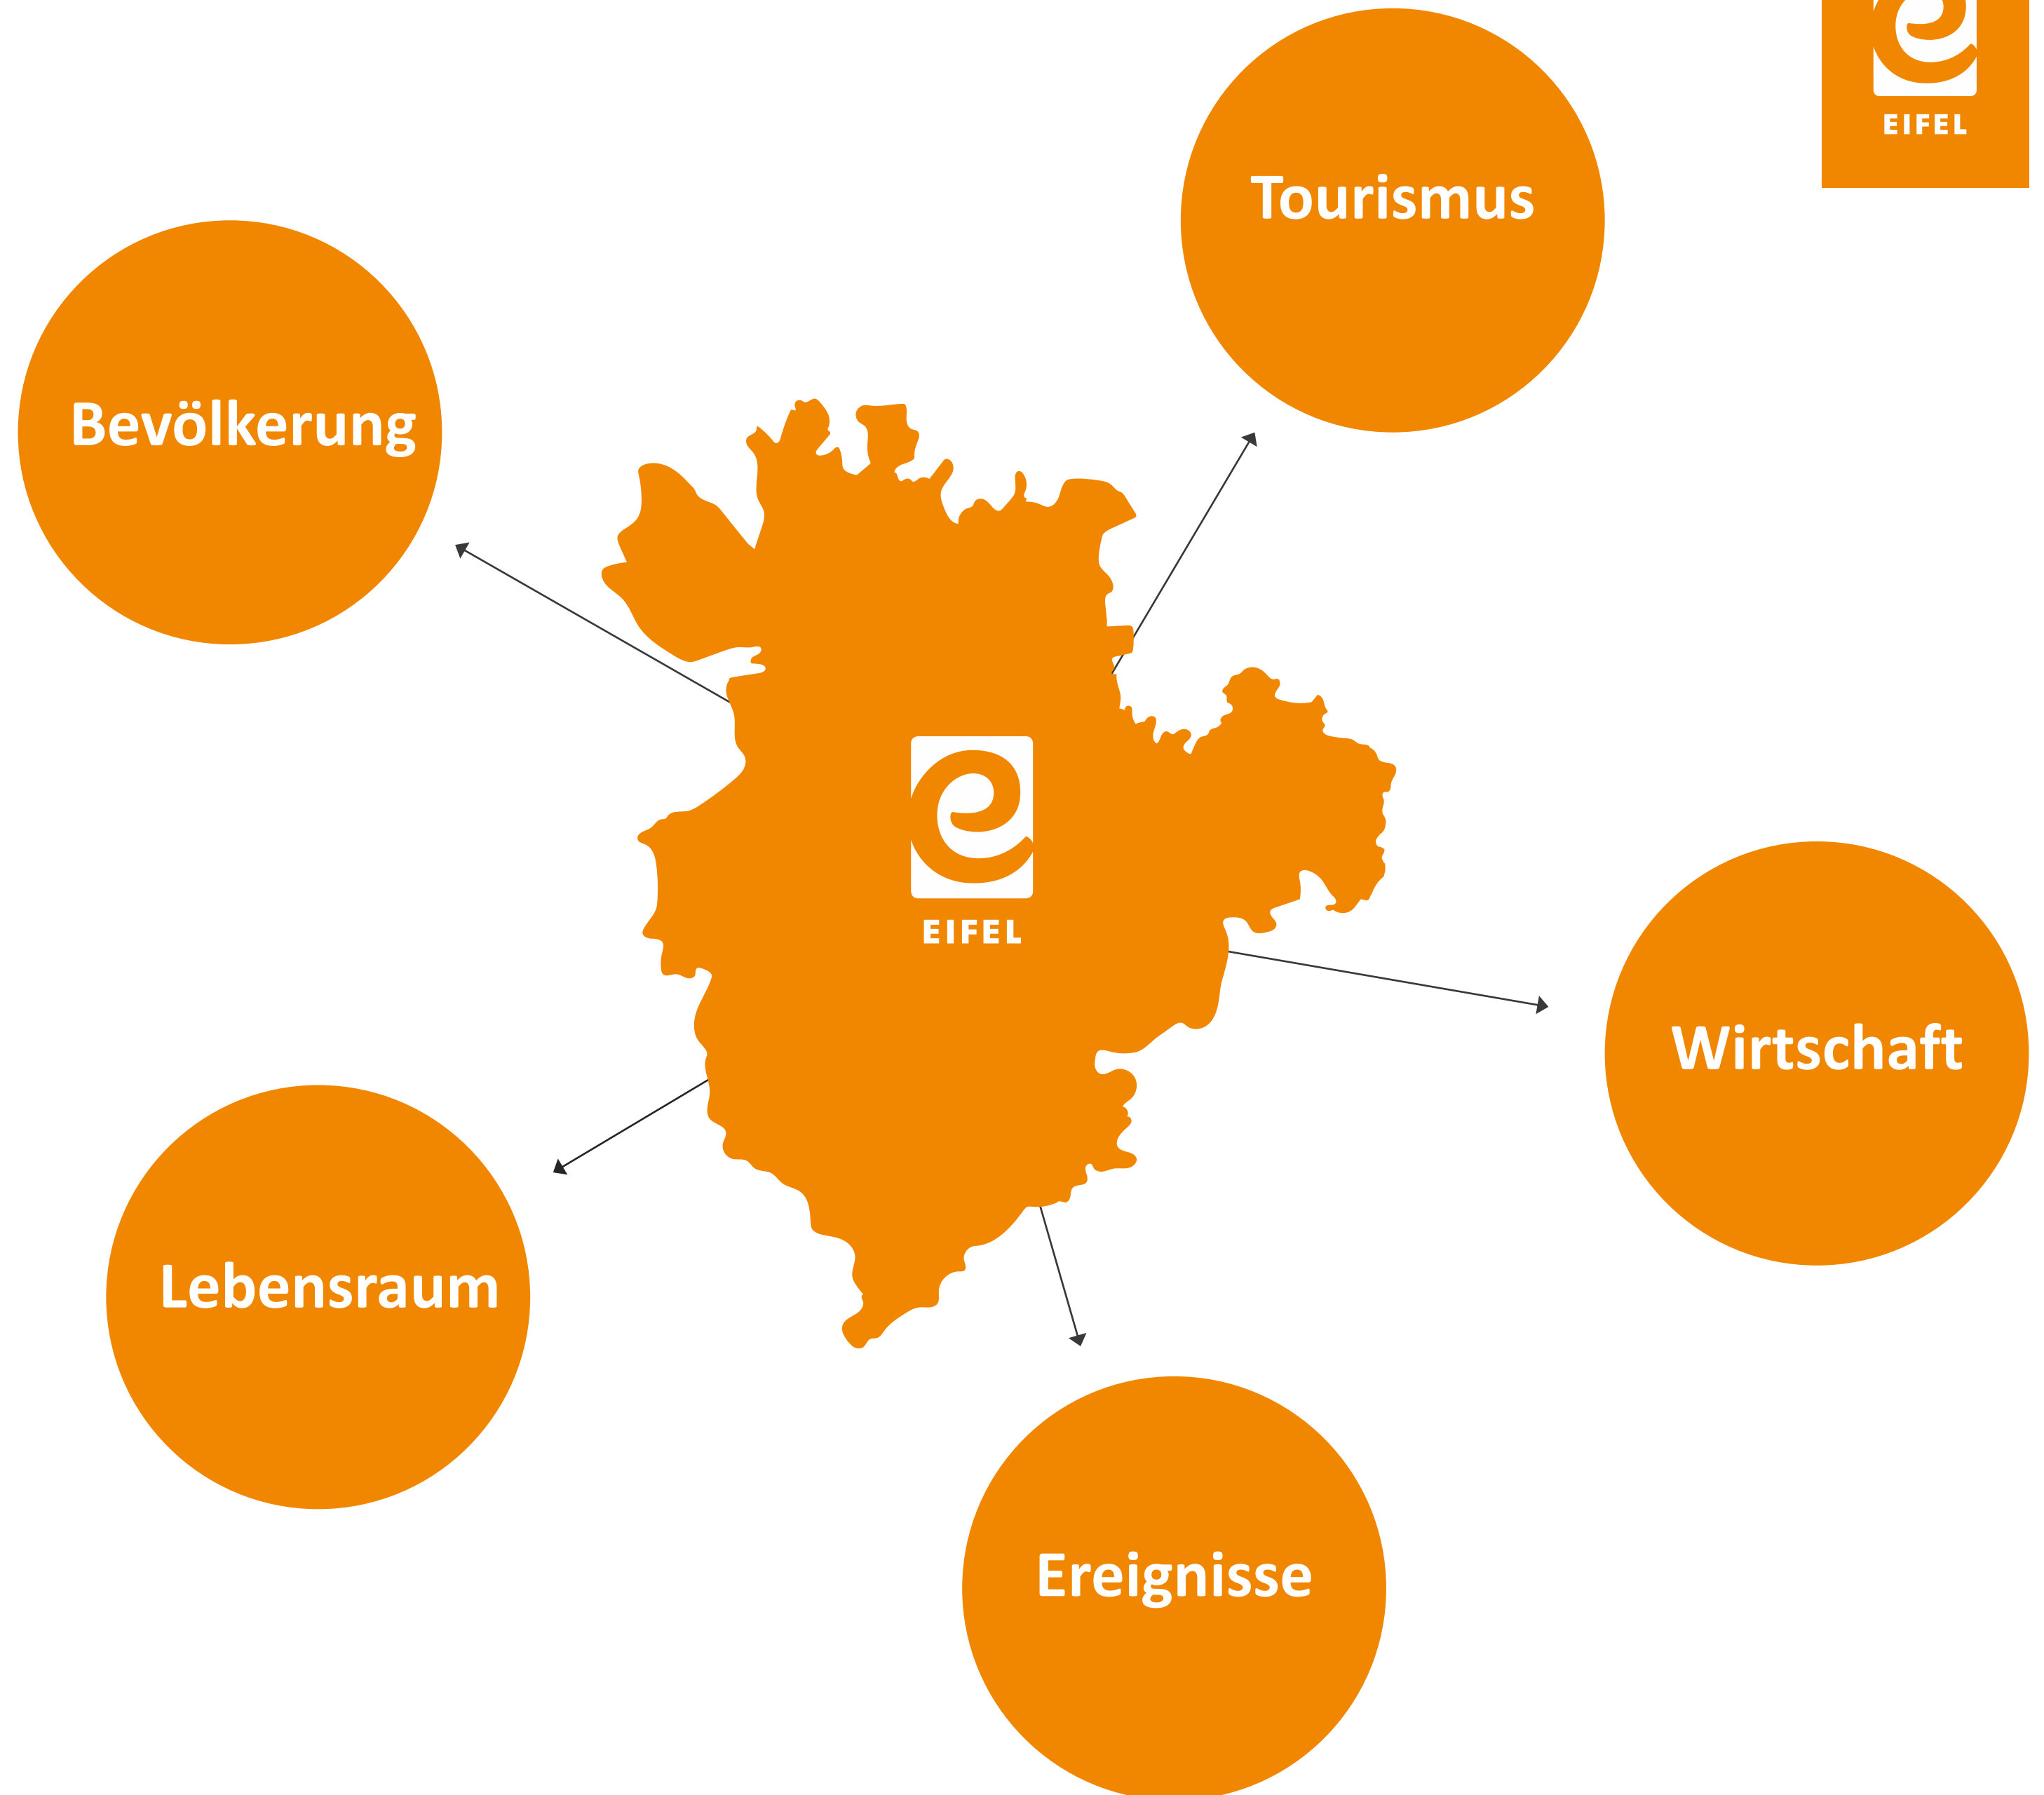 EIFEL
Tourismus
Bevölkerung
EIFEL
Wirtschaft
Lebensraum
Ereignisse